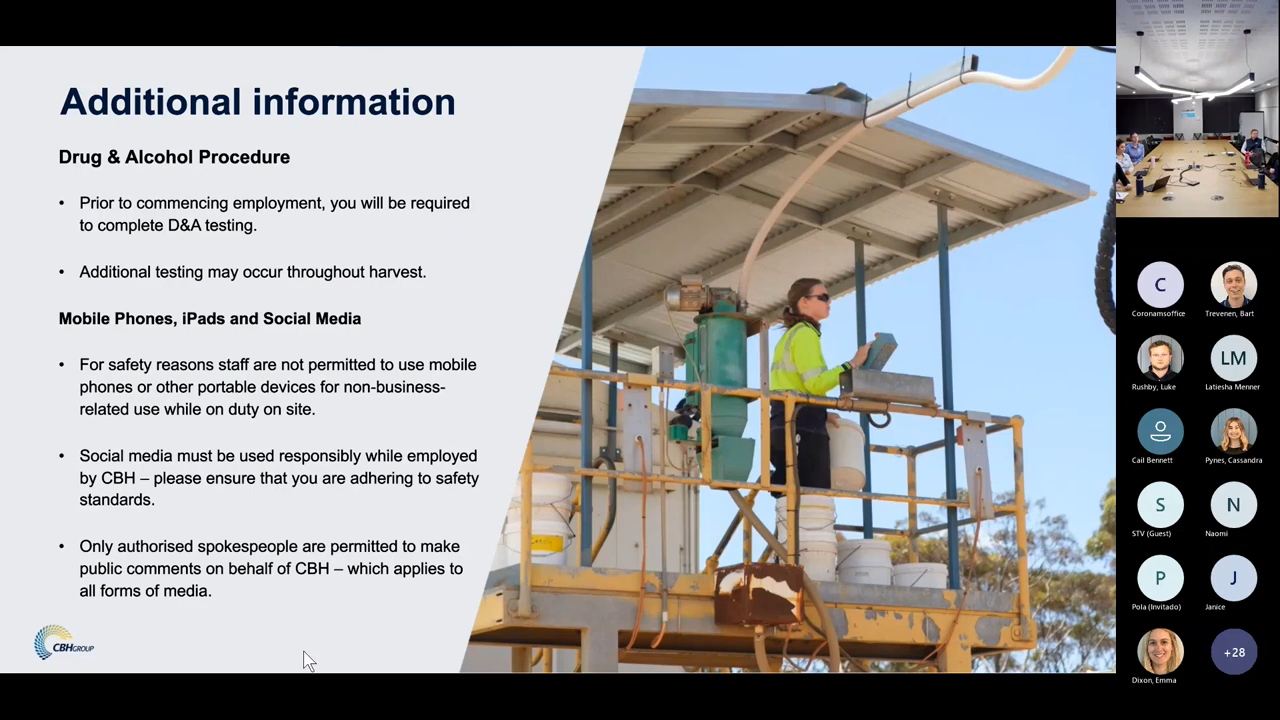 Additional information
Drug & Alcohol Procedure
• Prior to commencing employment, you will be required
to complete D&A testing.
• Additional testing may occur throughout harvest.
Mobile Phones, iPads and Social Media
• For safety reasons staff are not permitted to use mobile
phones or other portable devices for non-business-
related use while on duty on site.
• Social media must be used responsibly while employed
by CBH – please ensure that you are adhering to safety
standards.
• Only authorised spokespeople are permitted to make
public comments on behalf of CBH – which applies to
all forms of media.
CBH GROUP
C
Coronamsoffice
Trevenen, Bart
Rushby, Luke
LM
Latiesha Menner
Cail Bennett
Pynes, Cassandra
S
STV (Guest)
N
Naomi
P
Pola (Invitado)
J
Janice
Dixon, Emma
+28